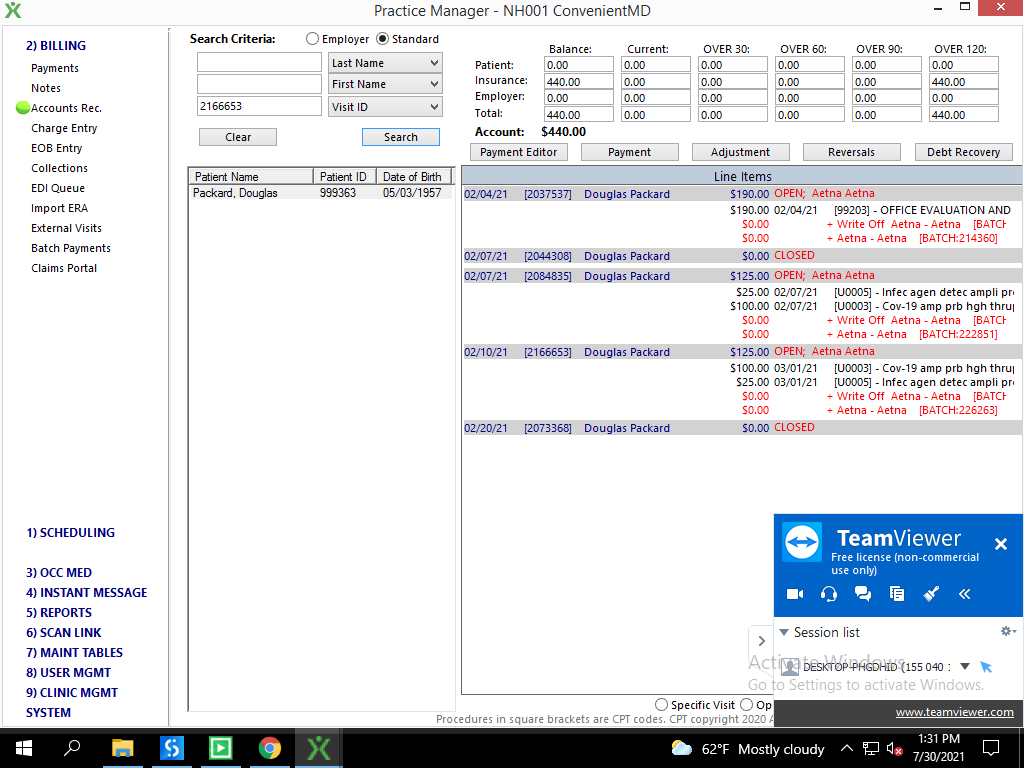 Practice Manager - NH001 ConvenientMD
2) BILLING
Payments
Notes
Accounts Rec.
Charge Entry
EOB Entry
Collections
EDI Queue
Import ERA
External Visits
Batch Payments
Claims Portal
1) SCHEDULING
3) OCC MED
4) INSTANT MESSAGE
5) REPORTS
6) SCAN LINK
7) MAINT TABLES
8) USER MGMT
9) CLINIC MGMT
SYSTEM
Search Criteria: Employer Standard
Last Name
First Name
2166653 Visit ID
Clear Search
Patient Name Patient ID Date of Birth
Packard, Douglas 999363 05/03/1957
Balance: Current: OVER 30: OVER 60: OVER 90: OVER 120:
Patient: 0.00 0.00 0.00 0.00 0.00 0.00
Insurance: 440.00 0.00 0.00 0.00 0.00 440.00
Employer: 0.00 0.00 0.00 0.00 0.00 0.00
Total: 440.00 0.00 0.00 0.00 0.00 440.00
Account: $440.00
Payment Editor Payment Adjustment Reversals Debt Recovery
Line Items
02/04/21 [2037537] Douglas Packard $190.00 OPEN; Aetna Aetna
$190.00 02/04/21 [99203] - OFFICE EVALUATION AND
$0.00 + Write Off Aetna - Aetna [BATCH
$0.00 + Aetna - Aetna [BATCH:214360]
02/07/21 [2044308] Douglas Packard $0.00 CLOSED
02/07/21 [2084835] Douglas Packard $125.00 OPEN; Aetna Aetna
$25.00 02/07/21 [U0005] - Infec agen detec ampli pr
$100.00 02/07/21 [U0003] - Cov-19 amp prb hgh thru
$0.00 + Write Off Aetna - Aetna [BATCH
$0.00 + Aetna - Aetna [BATCH:222851]
02/10/21 [2166653] Douglas Packard $125.00 OPEN; Aetna Aetna
$100.00 03/01/21 [U0003] - Cov-19 amp prb hgh thru
$25.00 03/01/21 [U0005] - Infec agen detec ampli pr
$0.00 + Write Off Aetna - Aetna [BATCH
$0.00 + Aetna - Aetna [BATCH:226263]
02/20/21 [2073368] Douglas Packard $0.00 CLOSED
Specific Visit Op
Procedures in square brackets are CPT codes. CPT copyright 2020 A
TeamViewer
Free license (non-commercial
use only)
Session list
DESKTOP-PHGDHID (155 040
Activate Windows
Go to Settings to activate Windows.
www.teamviewer.com
62°F Mostly cloudy
1:31 PM
7/30/2021